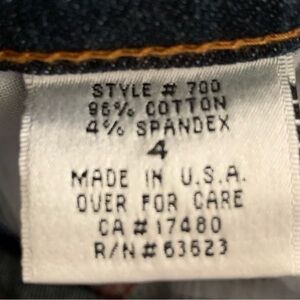 STYLE # 700
96% COTTON
4% SPANDEX
4
MADE IN U.S.A.
OVER FOR CARE
CA # 17480
R/N # 63623